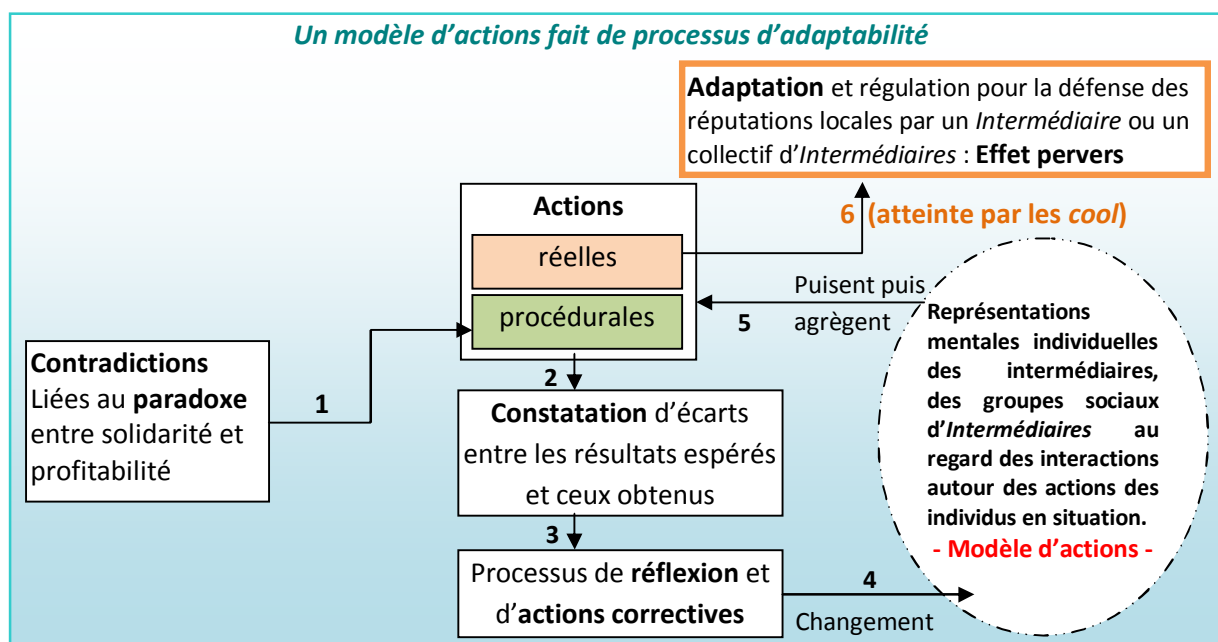 Un modèle d'actions fait de processus d'adaptabilité
Adaptation et régulation pour la défense des
réputations locales par un Intermédiaire ou un
collectif d'Intermédiaires : Effet pervers
6 (atteinte par les cool)
Actions
réelles
procédurales
Puisent puis
5
agrègent
Contradictions
Liées au paradoxe
entre solidarité et
profitabilité
1
2
Constatation d'écarts
entre les résultats espérés
et ceux obtenus
3
Processus de réflexion et
d'actions correctives
4
Changement
Représentations
mentales individuelles
des intermédiaires,
des groupes sociaux
d'Intermédiaires au
regard des interactions
autour des actions des
individus en situation.
- Modèle d'actions -